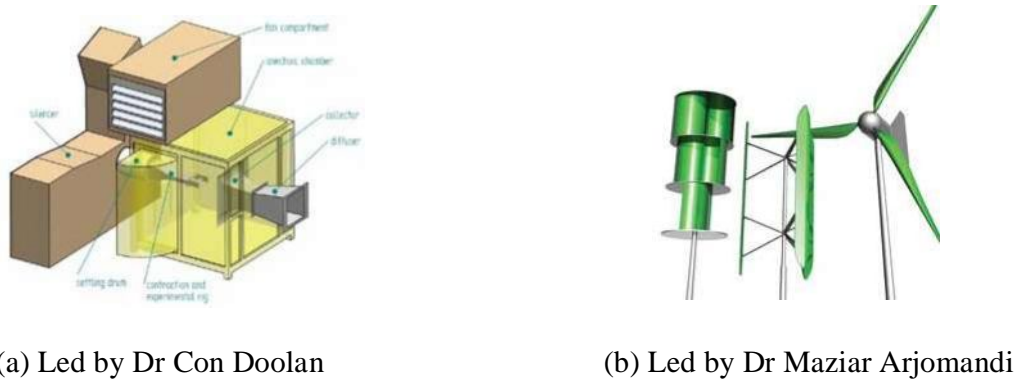 fan compartment
anechoic chamber
collector
diffuser
silencer
settling drum
contraction and
experimental rig
(a) Led by Dr Con Doolan
(b) Led by Dr Maziar Arjomandi